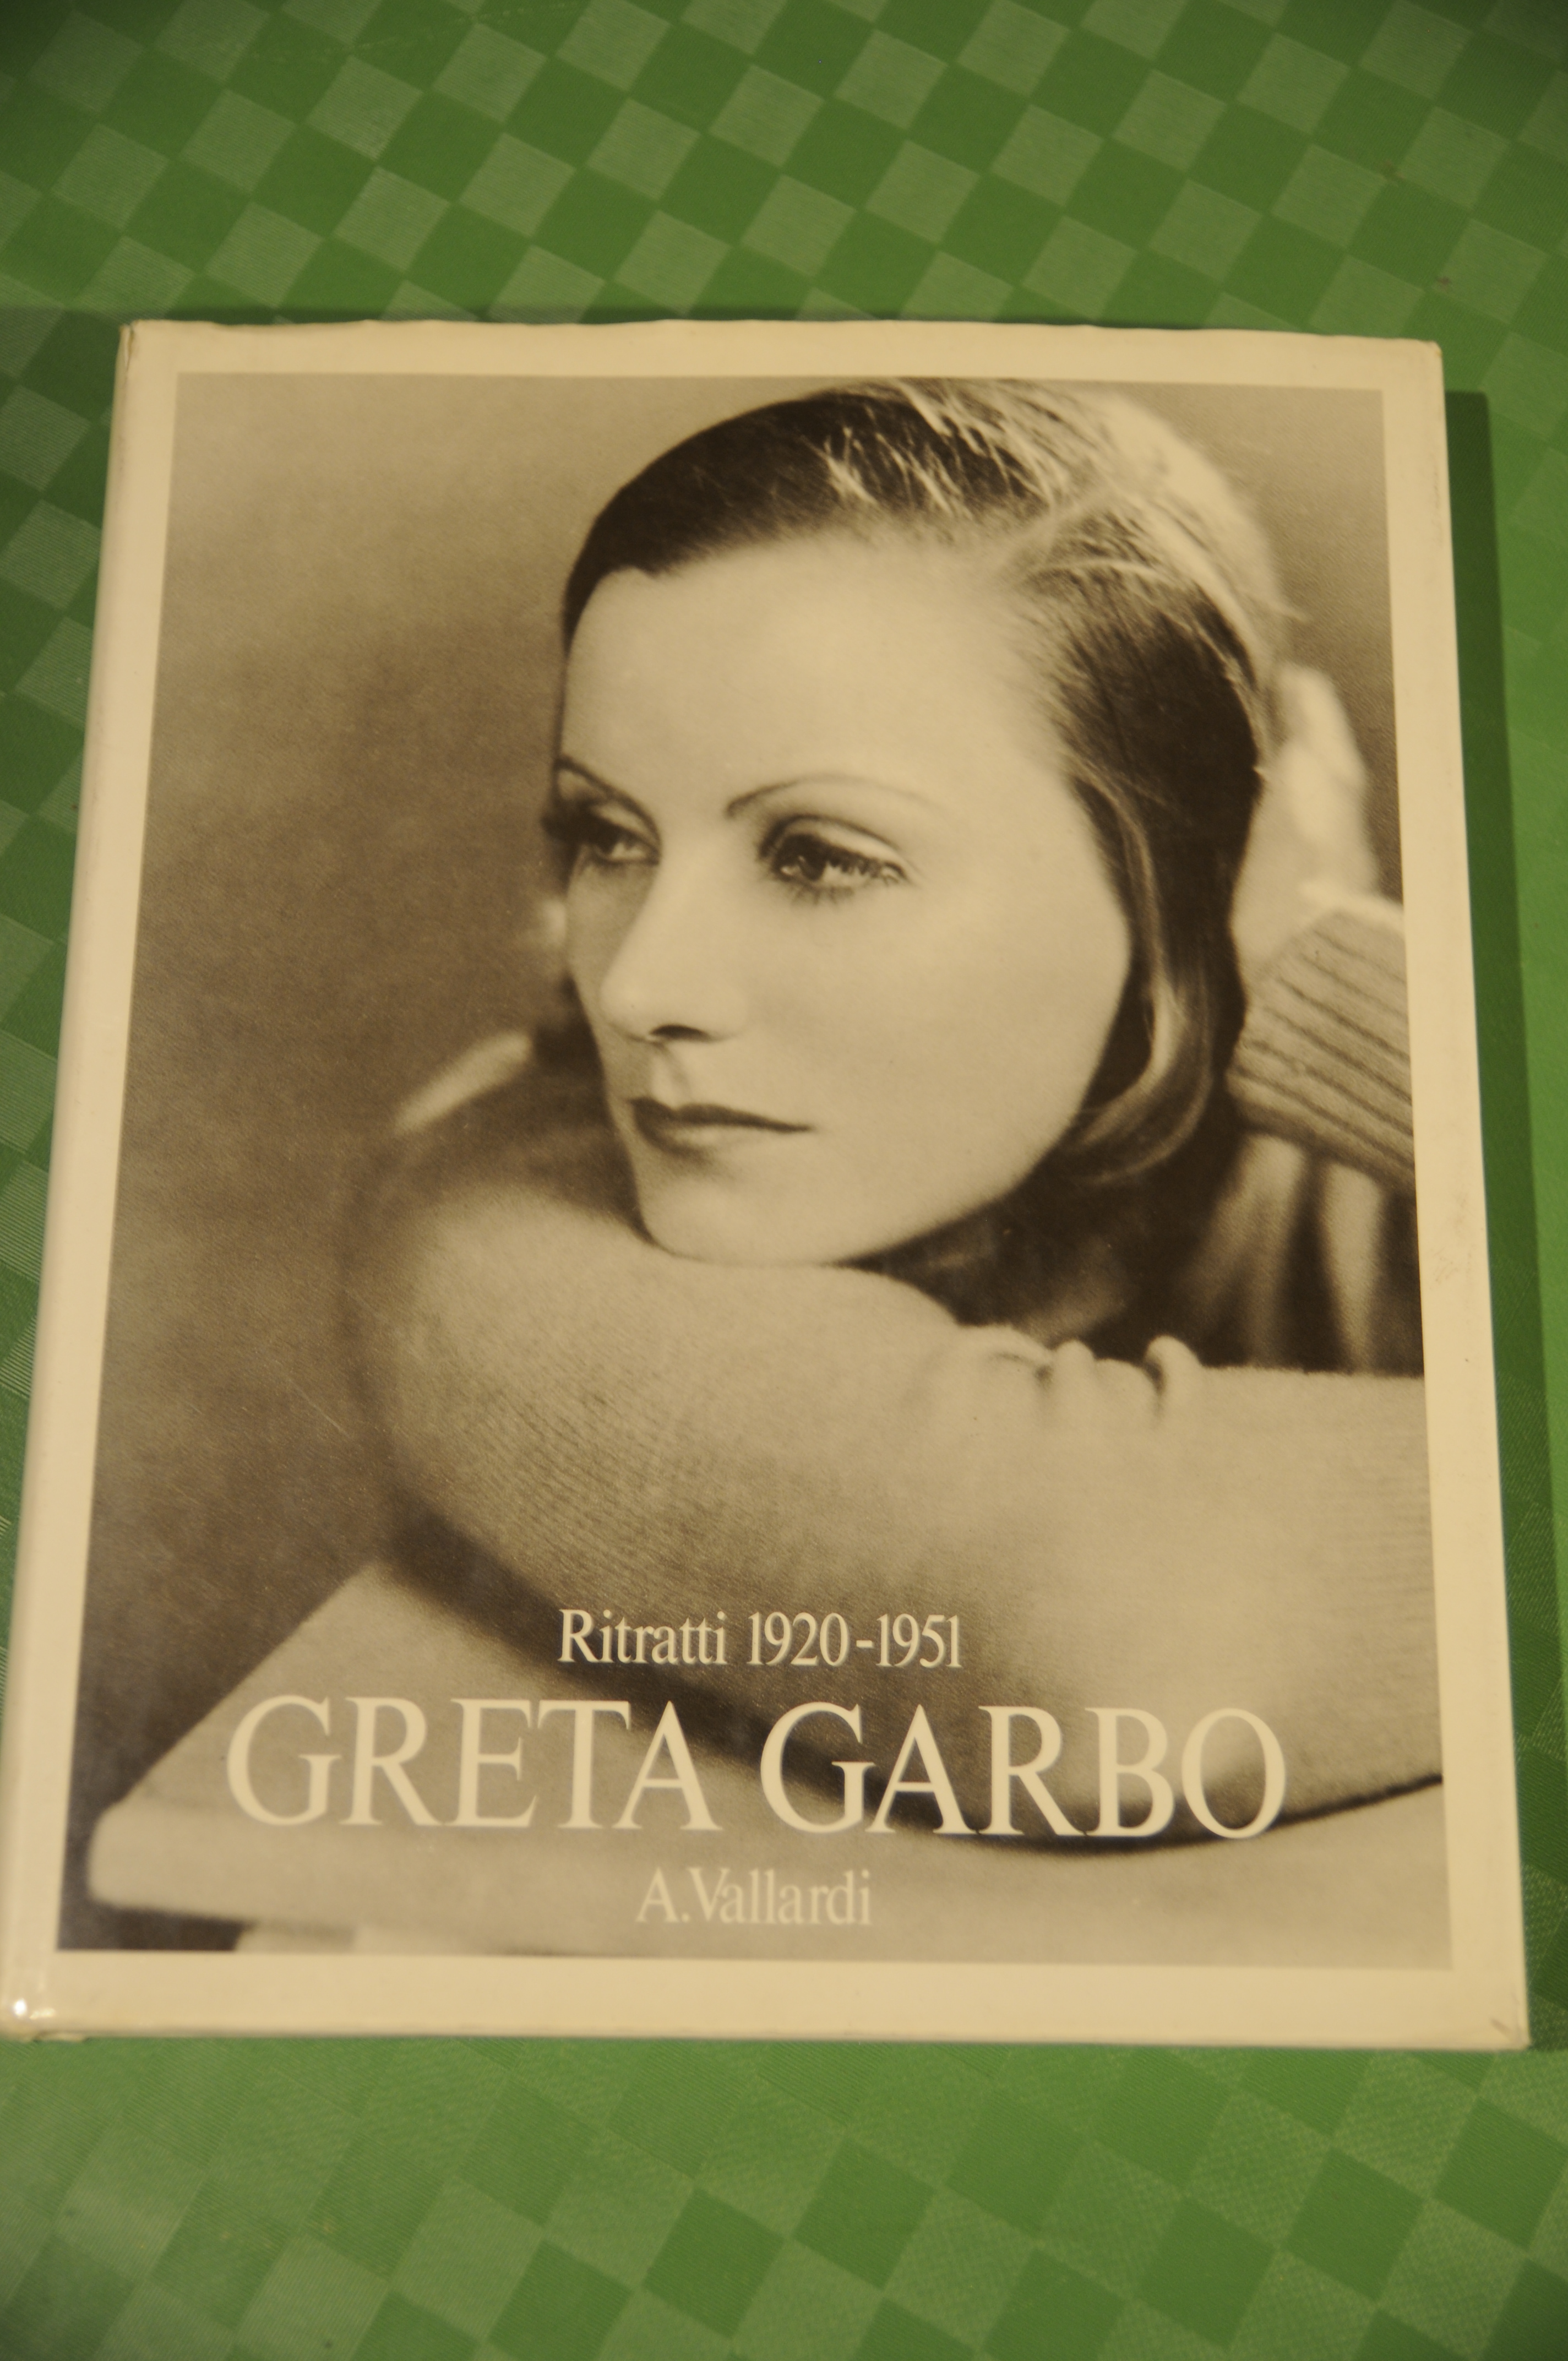 Ritratti 1920-1951
GRETA GARBO
A.Vallardi